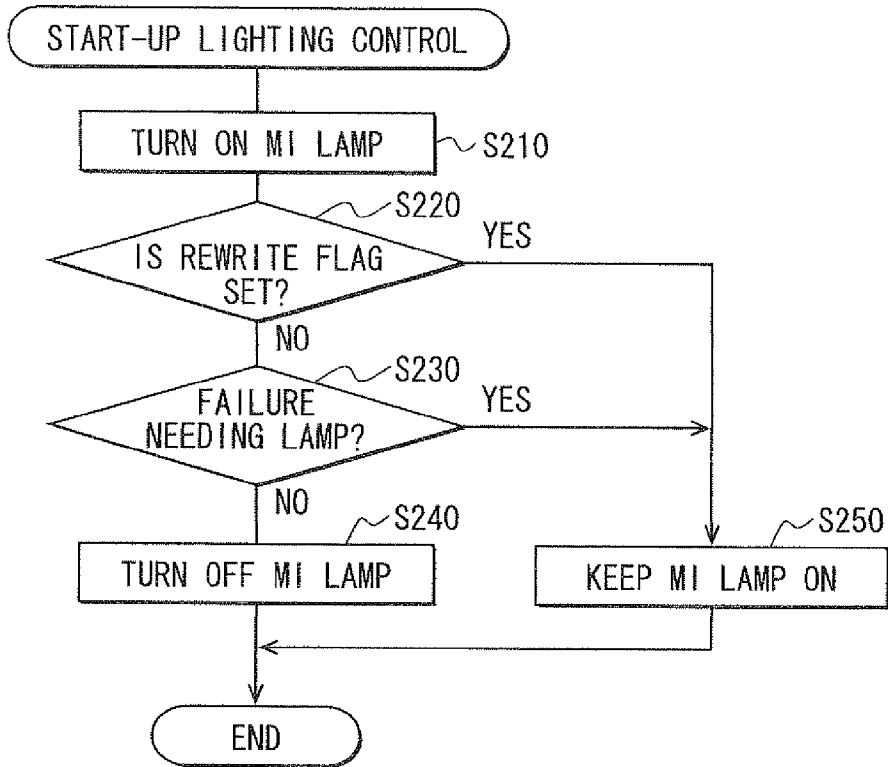 START-UP LIGHTING CONTROL
TURN ON MI LAMP
S210
S220
IS REWRITE FLAG
SET?
YES
NO
S230
FAILURE
NEEDING LAMP?
YES
NO
S240
TURN OFF MI LAMP
S250
KEEP MI LAMP ON
END